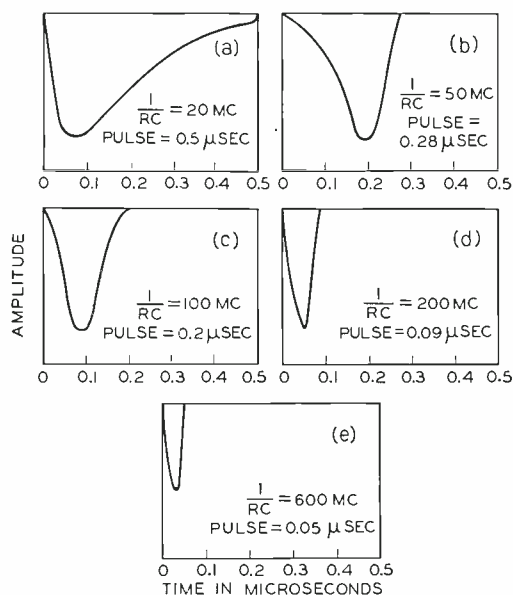 (a)
1
RC = 20 MC
PULSE = 0.5 μSEC
0 0.1 0.2 0.3 0.4 0.5
(b)
1
RC = 50 MC
PULSE =
0.28 μSEC
0 0.1 0.2 0.3 0.4 0.5
AMPLITUDE
(c)
1
RC = 100 MC
PULSE = 0.2 μSEC
0 0.1 0.2 0.3 0.4 0.5
(d)
1
RC = 200 MC
PULSE = 0.09 μSEC
0 0.1 0.2 0.3 0.4 0.5
(e)
1
RC = 600 MC
PULSE = 0.05 μ SEC
0 0.1 0.2 0.3 0.4 0.5
TIME IN MICROSECONDS